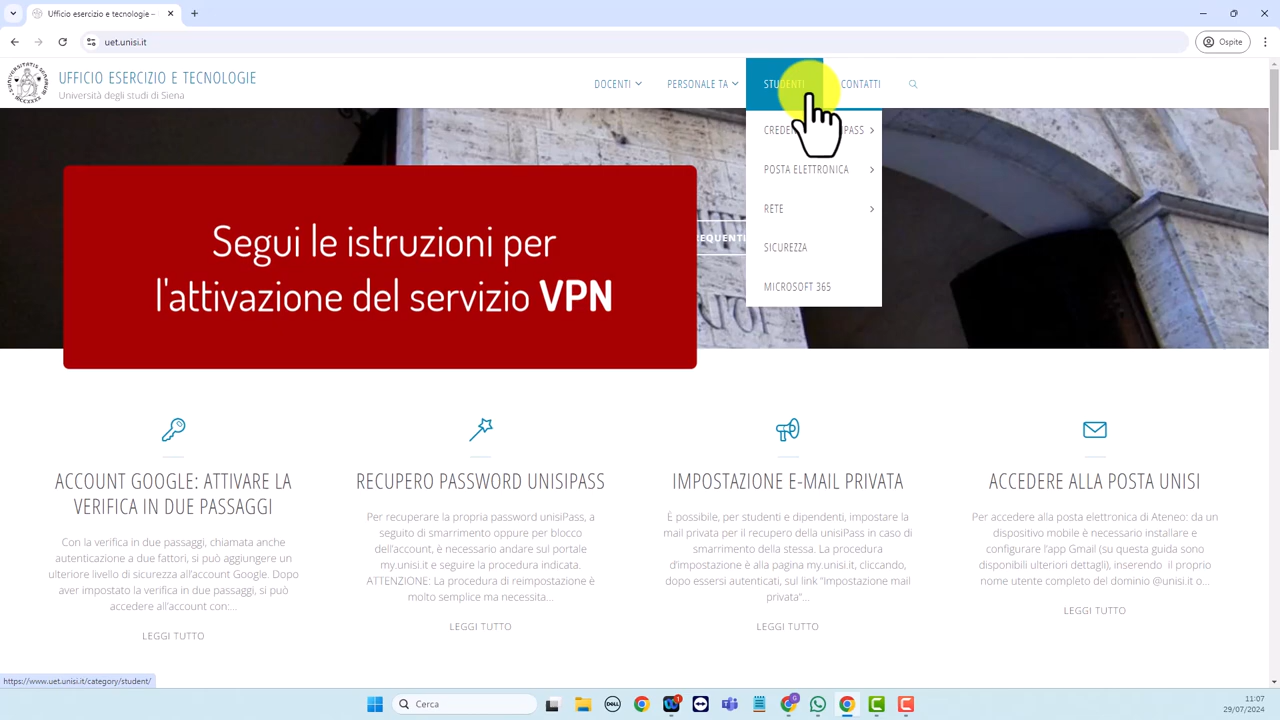 Ufficio esercizio e tecnologie –
uet.unisi.it
Ospite
UFFICIO ESERCIZIO E TECNOLOGIE
Università degli studi di Siena
DOCENTI
PERSONALE TA
STUDENTI
CONTATTI
POSTA ELETTRONICA
RETE
SICUREZZA
MICROSOFT 365
Segui le istruzioni per
l'attivazione del servizio VPN
ACCOUNT GOOGLE: ATTIVARE LA
VERIFICA IN DUE PASSAGGI
Con la verifica in due passaggi, chiamata anche
autenticazione a due fattori, si può aggiungere un
ulteriore livello di sicurezza all'account Google. Dopo
aver impostato la verifica in due passaggi, si può
accedere all'account con:...
LEGGI TUTTO
RECUPERO PASSWORD UNISIPASS
Per recuperare la propria password unisiPass, a
seguito di smarrimento oppure per blocco
dell'account, è necessario andare sul portale
my.unisi.it e seguire la procedura indicata.
ATTENZIONE: La procedura di reimpostazione è
molto semplice ma necessita...
LEGGI TUTTO
IMPOSTAZIONE E-MAIL PRIVATA
È possibile, per studenti e dipendenti, impostare la
mail privata per il recupero della unisiPass in caso di
smarrimento della stessa. La procedura
d'impostazione è alla pagina my.unisi.it, cliccando,
dopo essersi autenticati, sul link "Impostazione mail
privata"...
LEGGI TUTTO
ACCEDERE ALLA POSTA UNISI
Per accedere alla posta elettronica di Ateneo: da un
dispositivo mobile è necessario installare e
configurare l'app Gmail (su questa guida sono
disponibili ulteriori dettagli), inserendo il proprio
nome utente completo del dominio @unisi.it o...
LEGGI TUTTO
https://www.uet.unisi.it/category/student/
Cerca
11:07
29/07/2024